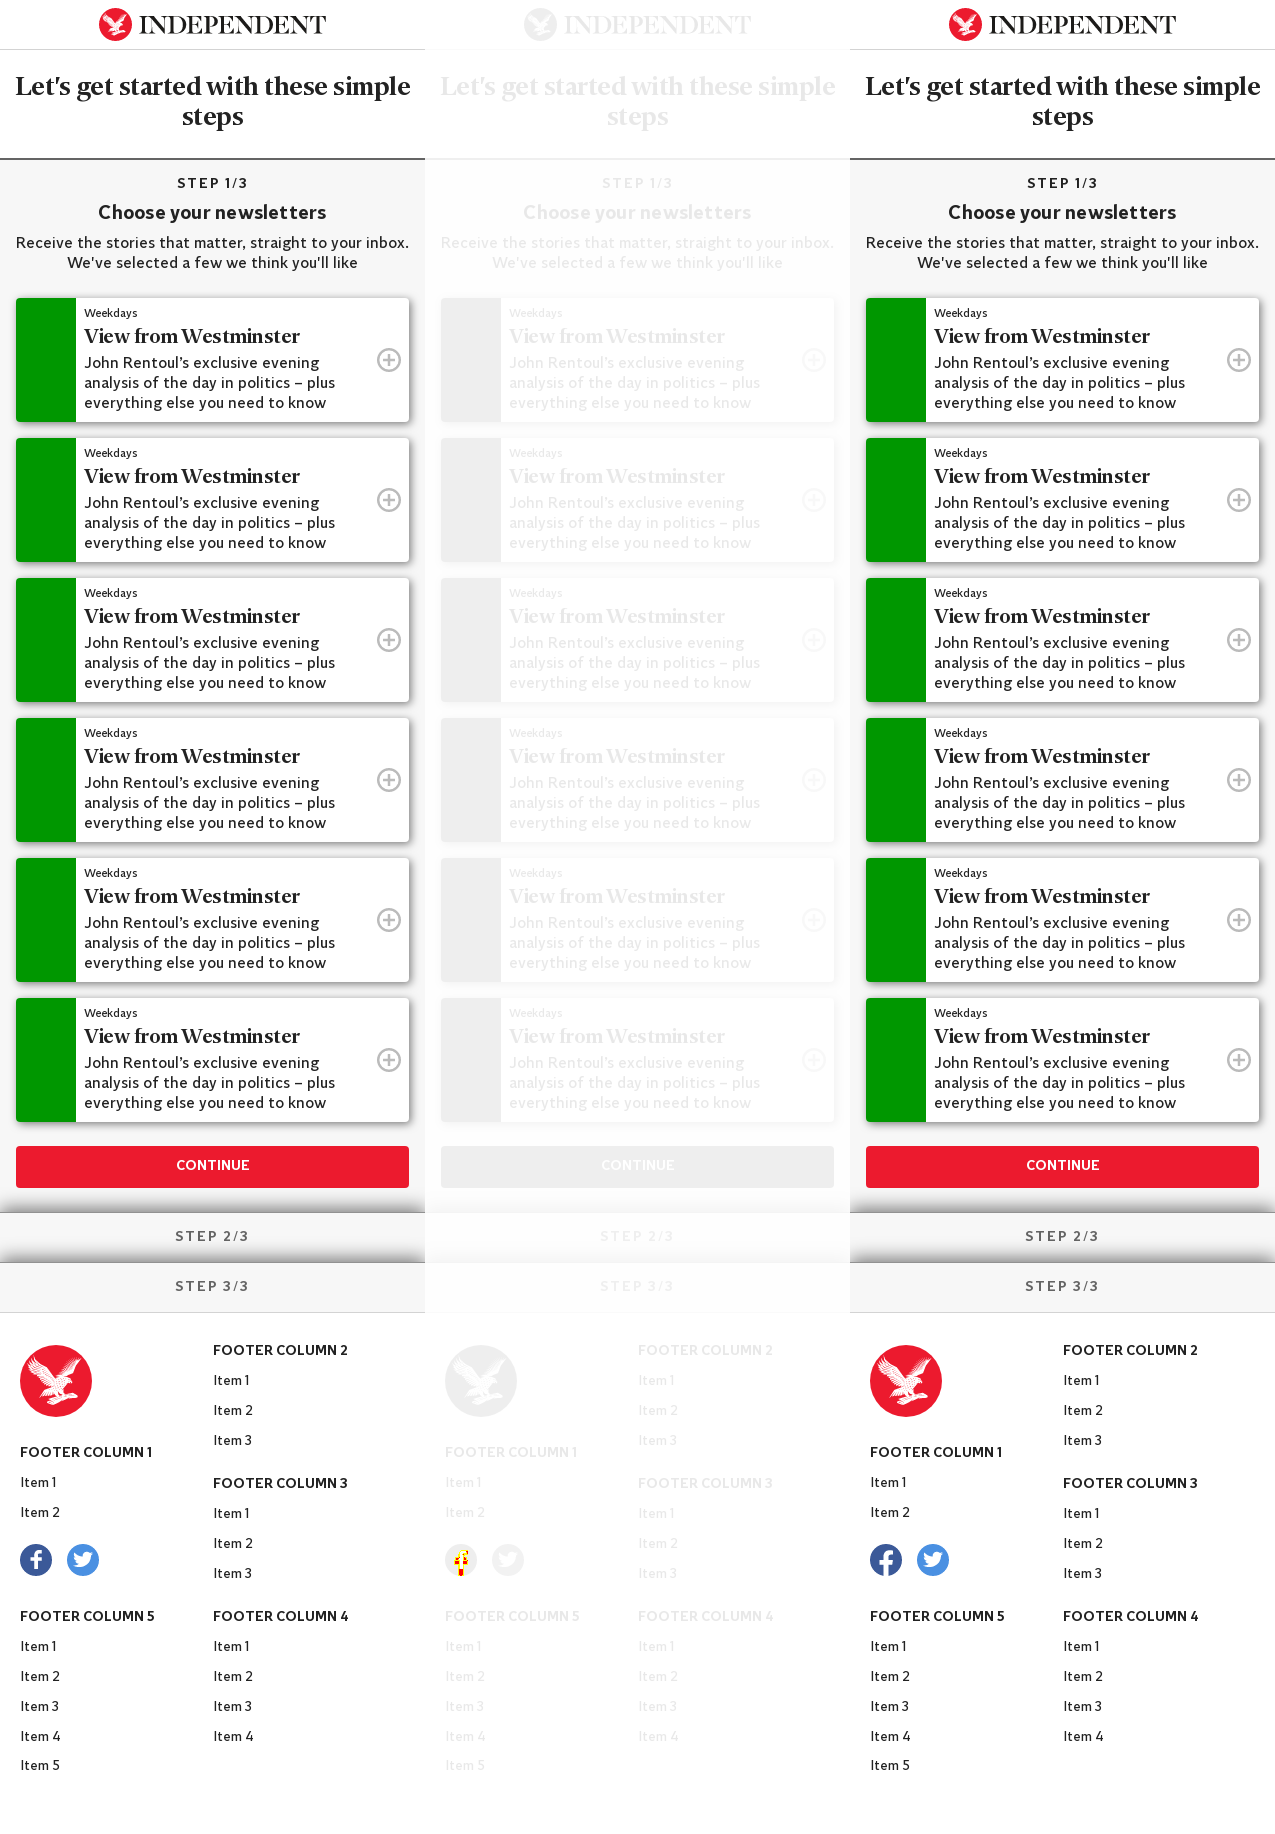 INDEPENDENT
Let's get started with these simple
steps
STEP 1/3
Choose your newsletters
Receive the stories that matter, straight to your inbox.
We've selected a few we think you'll like
Weekdays
View from Westminster
John Rentoul’s exclusive evening
analysis of the day in politics – plus
everything else you need to know
Weekdays
View from Westminster
John Rentoul’s exclusive evening
analysis of the day in politics – plus
everything else you need to know
Weekdays
View from Westminster
John Rentoul’s exclusive evening
analysis of the day in politics – plus
everything else you need to know
Weekdays
View from Westminster
John Rentoul’s exclusive evening
analysis of the day in politics – plus
everything else you need to know
Weekdays
View from Westminster
John Rentoul’s exclusive evening
analysis of the day in politics – plus
everything else you need to know
Weekdays
View from Westminster
John Rentoul’s exclusive evening
analysis of the day in politics – plus
everything else you need to know
CONTINUE
STEP 2/3
STEP 3/3
FOOTER COLUMN 1
Item 1
Item 2
FOOTER COLUMN 2
Item 1
Item 2
Item 3
FOOTER COLUMN 3
Item 1
Item 2
Item 3
FOOTER COLUMN 5
Item 1
Item 2
Item 3
Item 4
Item 5
FOOTER COLUMN 4
Item 1
Item 2
Item 3
Item 4
INDEPENDENT
Let's get started with these simple
steps
STEP 1/3
Choose your newsletters
Receive the stories that matter, straight to your inbox.
We've selected a few we think you'll like
Weekdays
View from Westminster
John Rentoul’s exclusive evening
analysis of the day in politics – plus
everything else you need to know
Weekdays
View from Westminster
John Rentoul’s exclusive evening
analysis of the day in politics – plus
everything else you need to know
Weekdays
View from Westminster
John Rentoul’s exclusive evening
analysis of the day in politics – plus
everything else you need to know
Weekdays
View from Westminster
John Rentoul’s exclusive evening
analysis of the day in politics – plus
everything else you need to know
Weekdays
View from Westminster
John Rentoul’s exclusive evening
analysis of the day in politics – plus
everything else you need to know
Weekdays
View from Westminster
John Rentoul’s exclusive evening
analysis of the day in politics – plus
everything else you need to know
CONTINUE
STEP 2/3
STEP 3/3
FOOTER COLUMN 1
Item 1
Item 2
FOOTER COLUMN 2
Item 1
Item 2
Item 3
FOOTER COLUMN 3
Item 1
Item 2
Item 3
FOOTER COLUMN 5
Item 1
Item 2
Item 3
Item 4
Item 5
FOOTER COLUMN 4
Item 1
Item 2
Item 3
Item 4
INDEPENDENT
Let's get started with these simple
steps
STEP 1/3
Choose your newsletters
Receive the stories that matter, straight to your inbox.
We've selected a few we think you'll like
Weekdays
View from Westminster
John Rentoul’s exclusive evening
analysis of the day in politics – plus
everything else you need to know
Weekdays
View from Westminster
John Rentoul’s exclusive evening
analysis of the day in politics – plus
everything else you need to know
Weekdays
View from Westminster
John Rentoul’s exclusive evening
analysis of the day in politics – plus
everything else you need to know
Weekdays
View from Westminster
John Rentoul’s exclusive evening
analysis of the day in politics – plus
everything else you need to know
Weekdays
View from Westminster
John Rentoul’s exclusive evening
analysis of the day in politics – plus
everything else you need to know
Weekdays
View from Westminster
John Rentoul’s exclusive evening
analysis of the day in politics – plus
everything else you need to know
CONTINUE
STEP 2/3
STEP 3/3
FOOTER COLUMN 1
Item 1
Item 2
FOOTER COLUMN 2
Item 1
Item 2
Item 3
FOOTER COLUMN 3
Item 1
Item 2
Item 3
FOOTER COLUMN 5
Item 1
Item 2
Item 3
Item 4
Item 5
FOOTER COLUMN 4
Item 1
Item 2
Item 3
Item 4